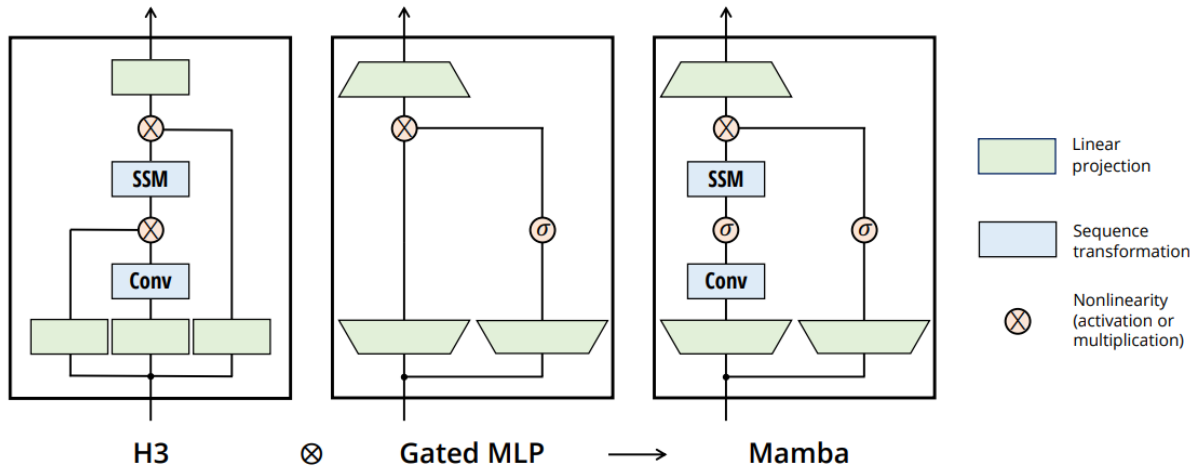 SSM
Conv
σ
SSM
σ
σ
Conv
Linear
projection
Sequence
transformation
Nonlinearity
(activation or
multiplication)
H3 ⊗ Gated MLP ⟶ Mamba